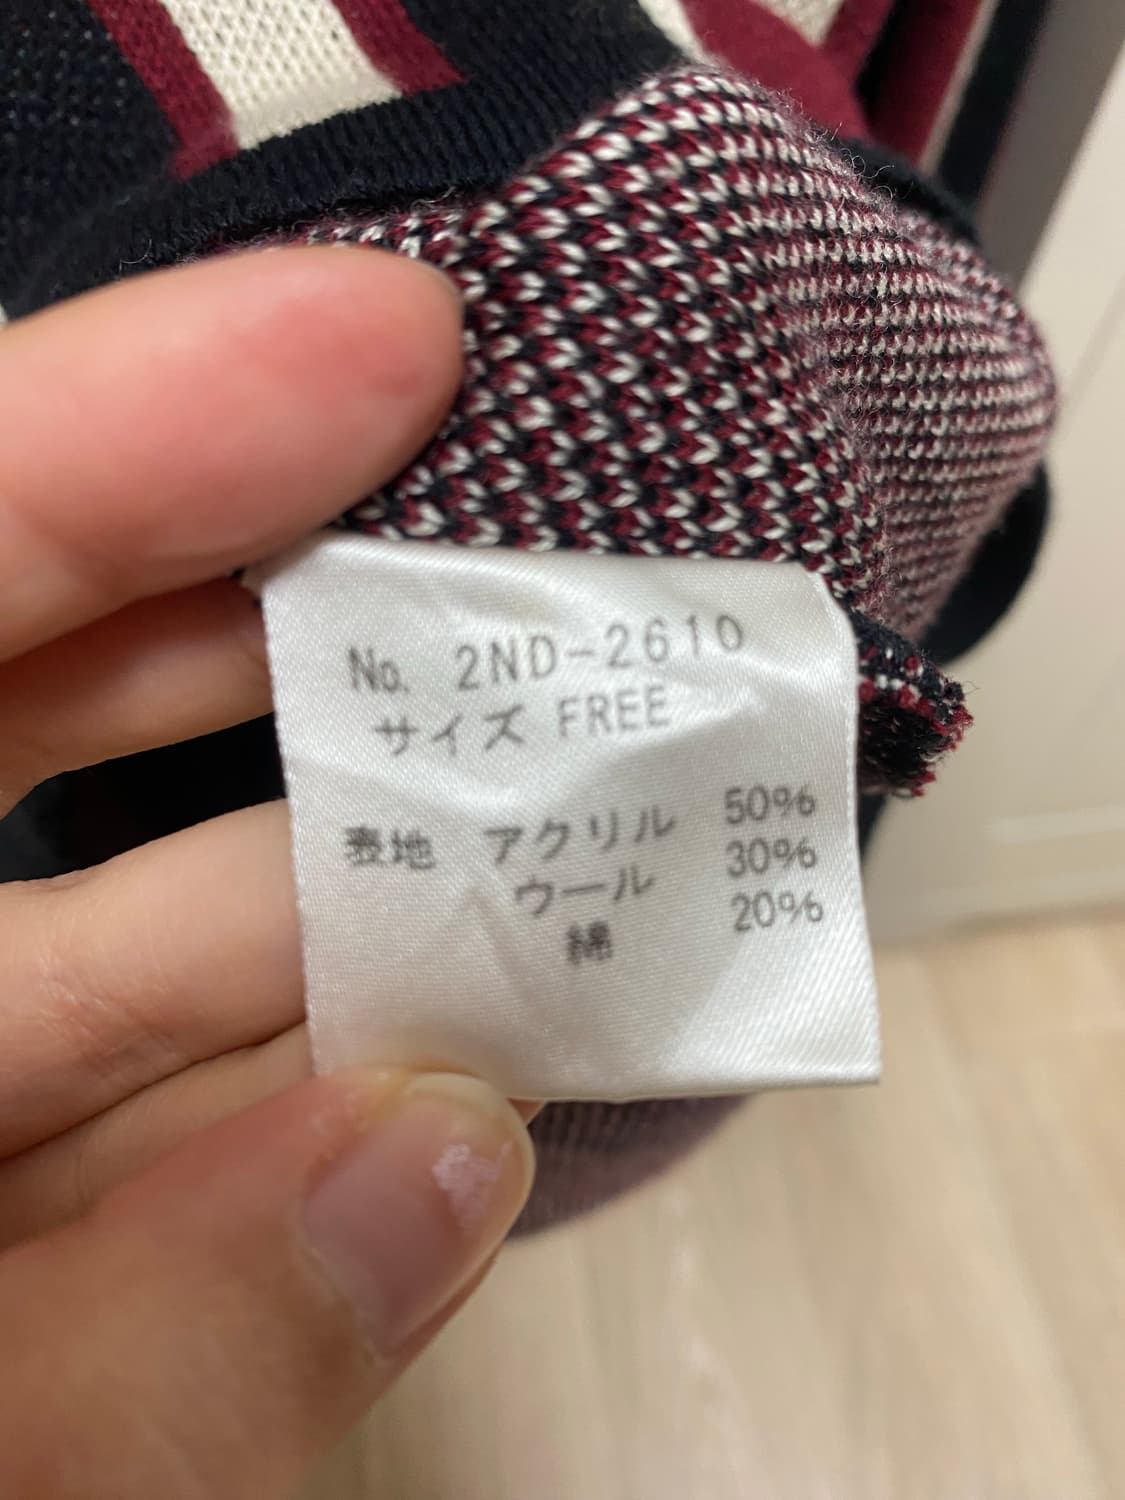 No. 2ND-2610
サイズ FREE
表地 アクリル 50%
ウール 30%
綿 20%